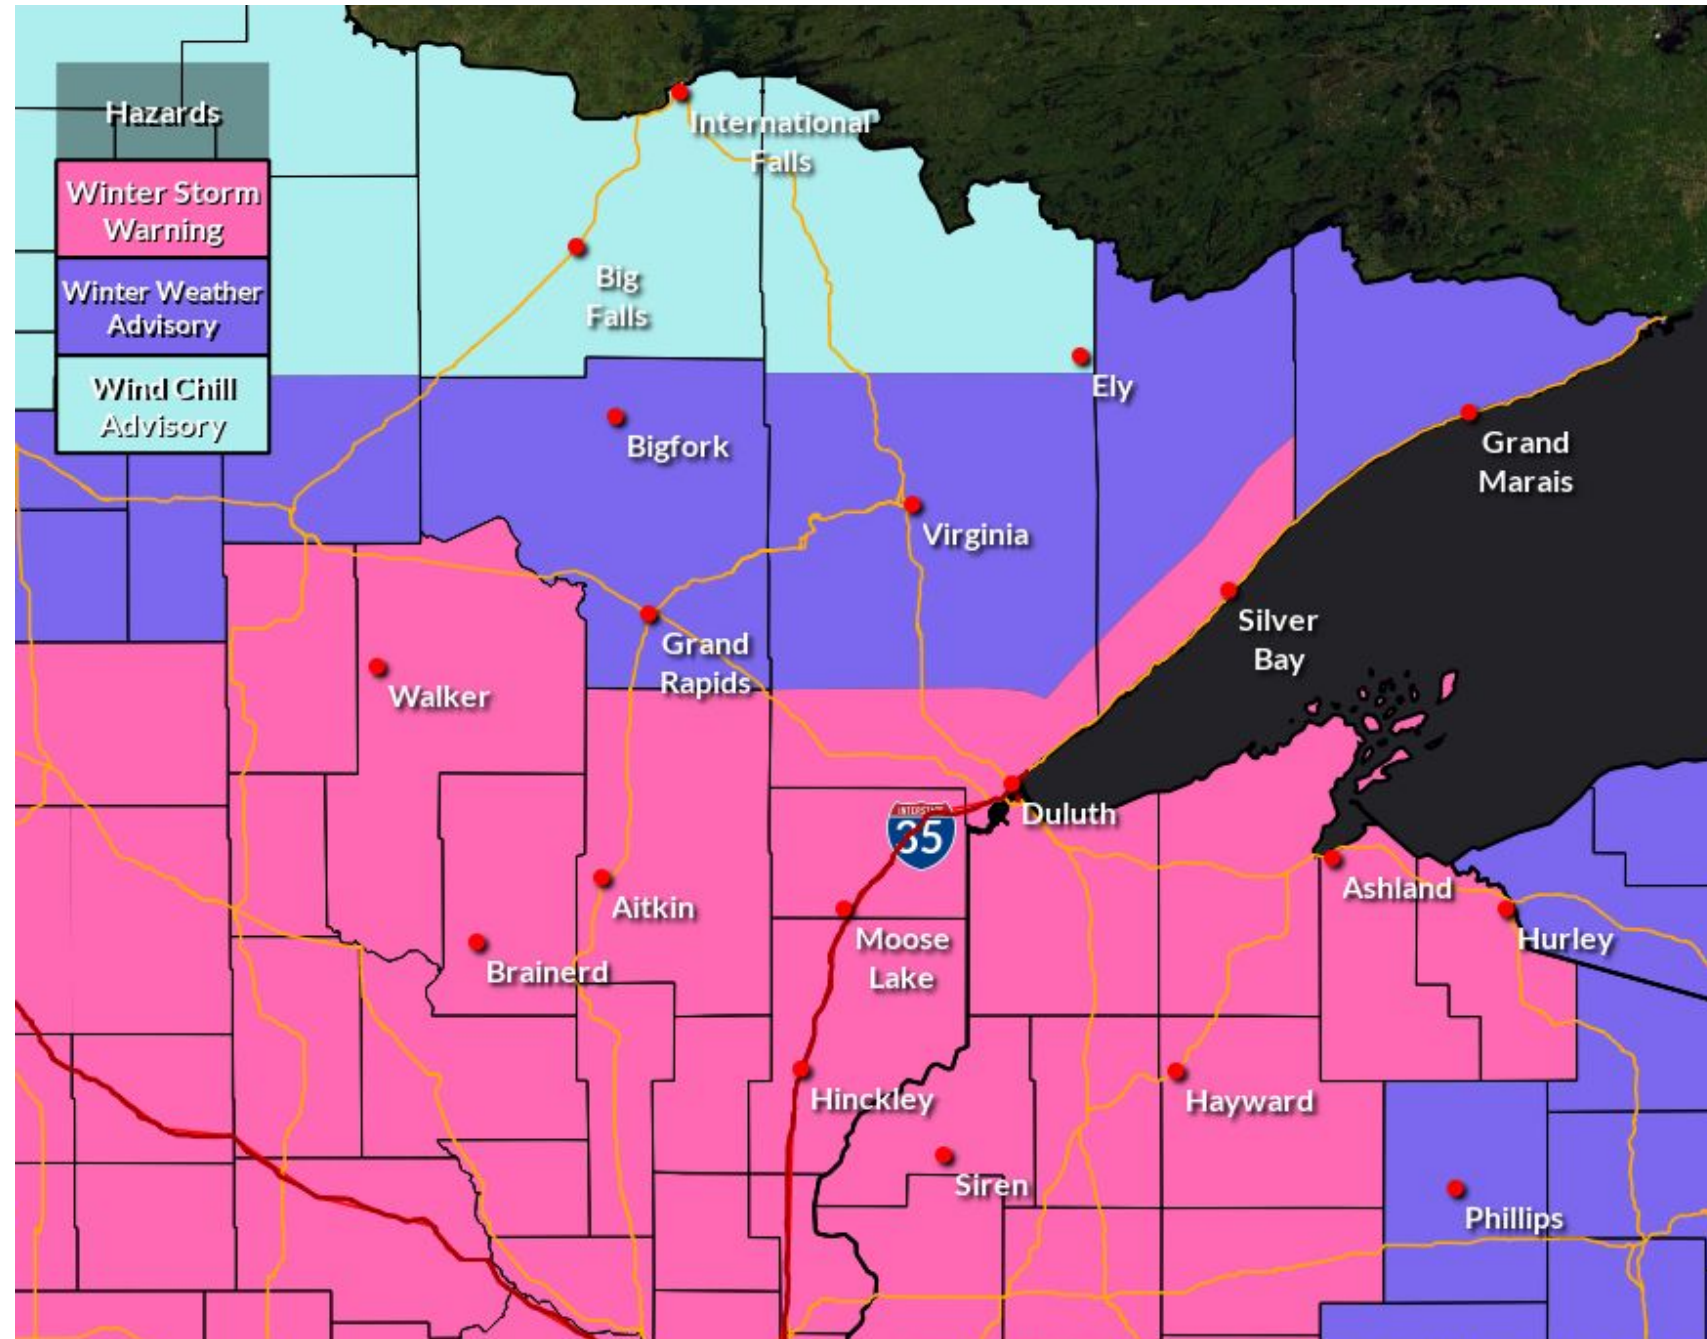 Hazards
Winter Storm
Warning
Winter Weather
Advisory
Wind Chill
Advisory
International
Falls
Big
Falls
Ely
Bigfork
Grand
Marais
Virginia
Silver
Bay
Grand
Rapids
Walker
Duluth
INTERSTATE
35
Ashland
Aitkin
Moose
Lake
Hurley
Brainerd
Hinckley
Hayward
Siren
Phillips